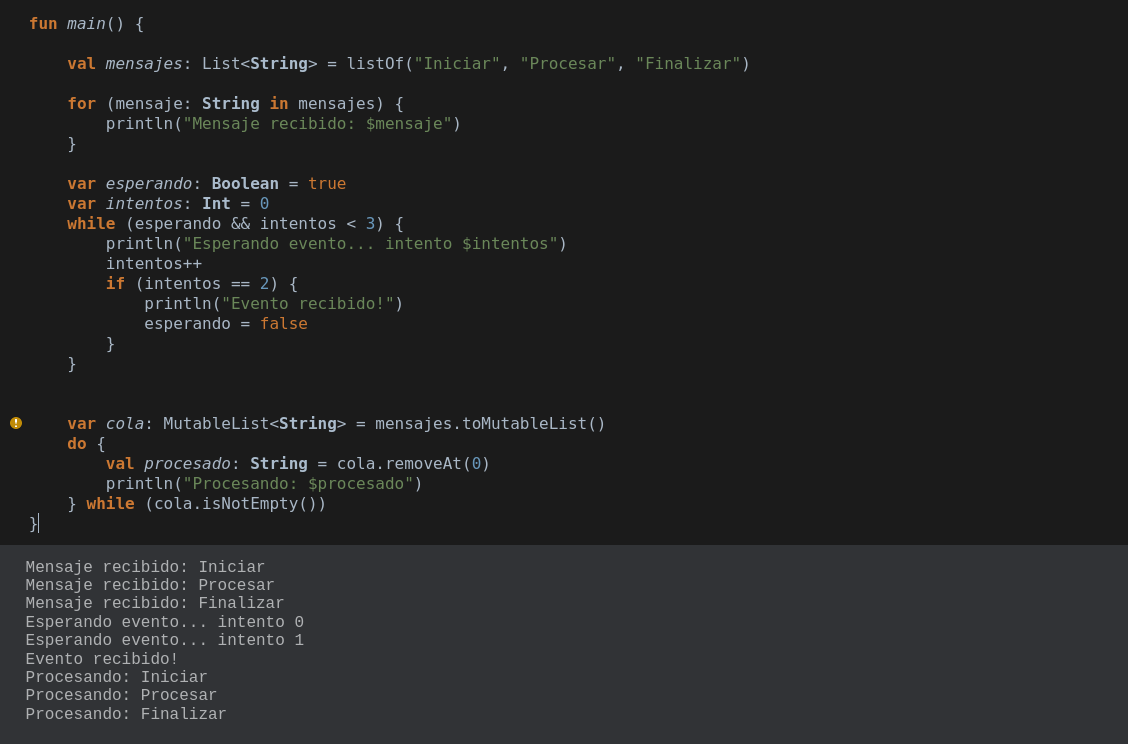 fun main() {
val mensajes: List<String> = listOf("Iniciar", "Procesar", "Finalizar")
for (mensaje: String in mensajes) {
println("Mensaje recibido: $mensaje")
}
var esperando: Boolean = true
var intentos: Int = 0
while (esperando && intentos < 3) {
println("Esperando evento... intento $intentos")
intentos++
if (intentos == 2) {
println("Evento recibido!")
esperando = false
}
}
var cola: MutableList<String> = mensajes.toMutableList()
do {
val procesado: String = cola.removeAt(0)
println("Procesando: $procesado")
} while (cola.isNotEmpty())
}
Mensaje recibido: Iniciar
Mensaje recibido: Procesar
Mensaje recibido: Finalizar
Esperando evento... intento 0
Esperando evento... intento 1
Evento recibido!
Procesando: Iniciar
Procesando: Procesar
Procesando: Finalizar